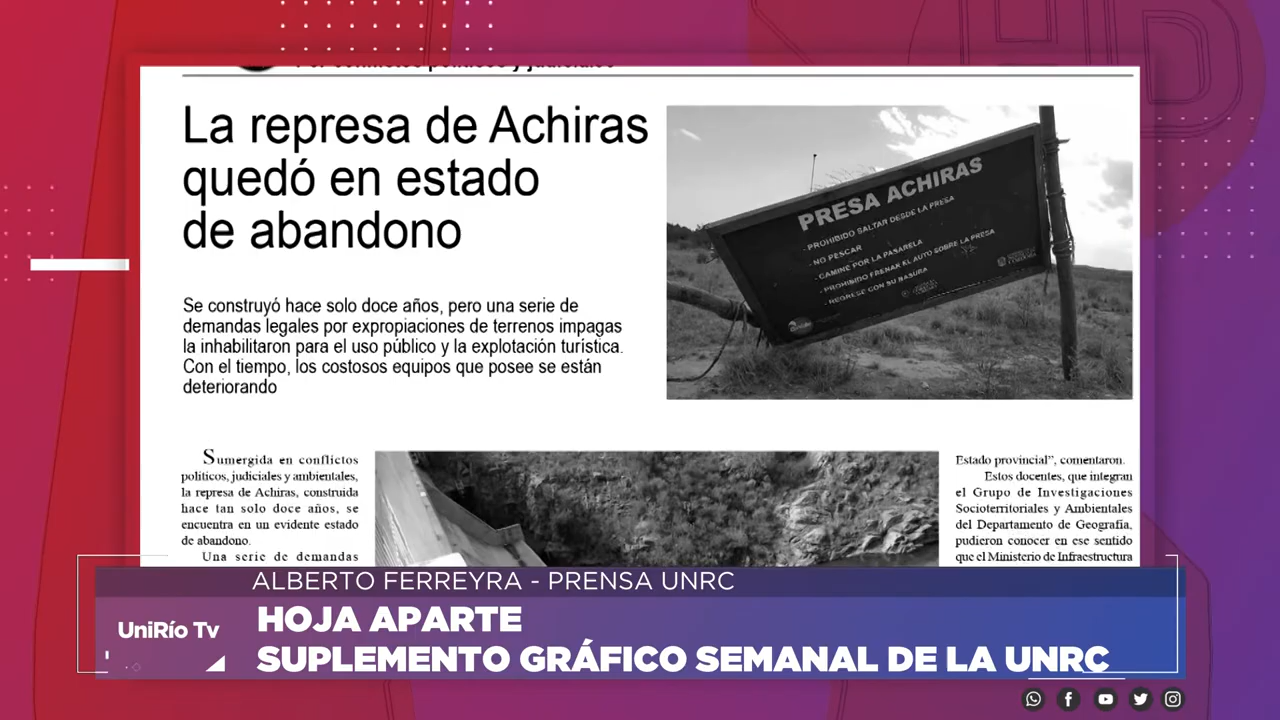 Por conflictos políticos y judiciales
La represa de Achiras
quedó en estado
de abandono
Se construyó hace solo doce años, pero una serie de
demandas legales por expropiaciones de terrenos impagas
la inhabilitaron para el uso público y la explotación turística.
Con el tiempo, los costosos equipos que posee se están
deteriorando
PRESA ACHIRAS
- PROHIBIDO SALTAR DESDE LA PRESA
- NO PESCAR
- CAMINE POR LA PASARELA
- PROHIBIDO FRENAR EL AUTO SOBRE LA PRESA
- REGRESE CON SU BASURA
Sumergida en conflictos
políticos, judiciales y ambientales,
la represa de Achiras, construida
hace tan solo doce años, se
encuentra en un evidente estado
de abandono.
Una serie de demandas
Estado provincial”, comentaron.
Estos docentes, que integran
el Grupo de Investigaciones
Socioterritoriales y Ambientales
del Departamento de Geografía,
pudieron conocer en ese sentido
que el Ministerio de Infraestructura
ALBERTO FERREYRA - PRENSA UNRC
UniRío Tv
HOJA APARTE
SUPLEMENTO GRÁFICO SEMANAL DE LA UNRC